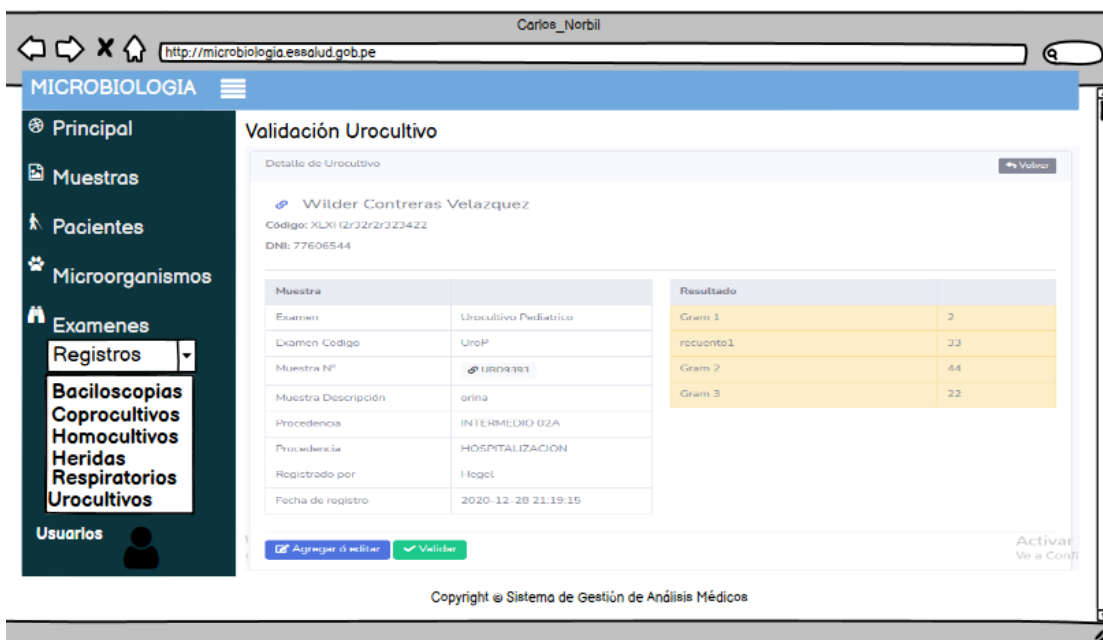 Carlos_Norbil
http://microbiologia.essalud.gob.pe
MICROBIOLOGIA
Principal
Muestras
Pacientes
Microorganismos
Examenes
Registros
Baciloscopias
Coprocultivos
Homocultivos
Heridas
Respiratorios
Urocultivos
Usuarios
Validación Urocultivo
Detalle de Urocultivo
Volver
Wilder Contreras Velazquez
Código: XLXH2r32r2r323422
DNI: 77606544
Muestra
Examen Urocultivo Pediatrico
Examen Codigo UroP
Muestra N° URO9393
Muestra Descripción orina
Procedencia INTERMEDIO 02A
Procedencia HOSPITALIZACION
Registrado por Hegel
Fecha de registro 2020-12-28 21:19:15
Resultado
Gram 1 2
recuento1 33
Gram 2 44
Gram 3 22
Agregar ó editar Validar
Activar
Ve a Confi
Copyright © Sistema de Gestión de Análisis Médicos